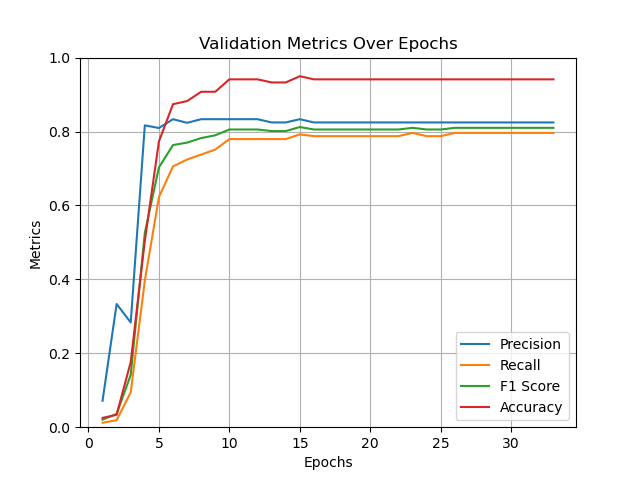 Validation Metrics Over Epochs
1.0
0.8
0.6
0.4
0.2
0.0
Metrics
0 5 10 15 20 25 30
Epochs
Precision
Recall
F1 Score
Accuracy